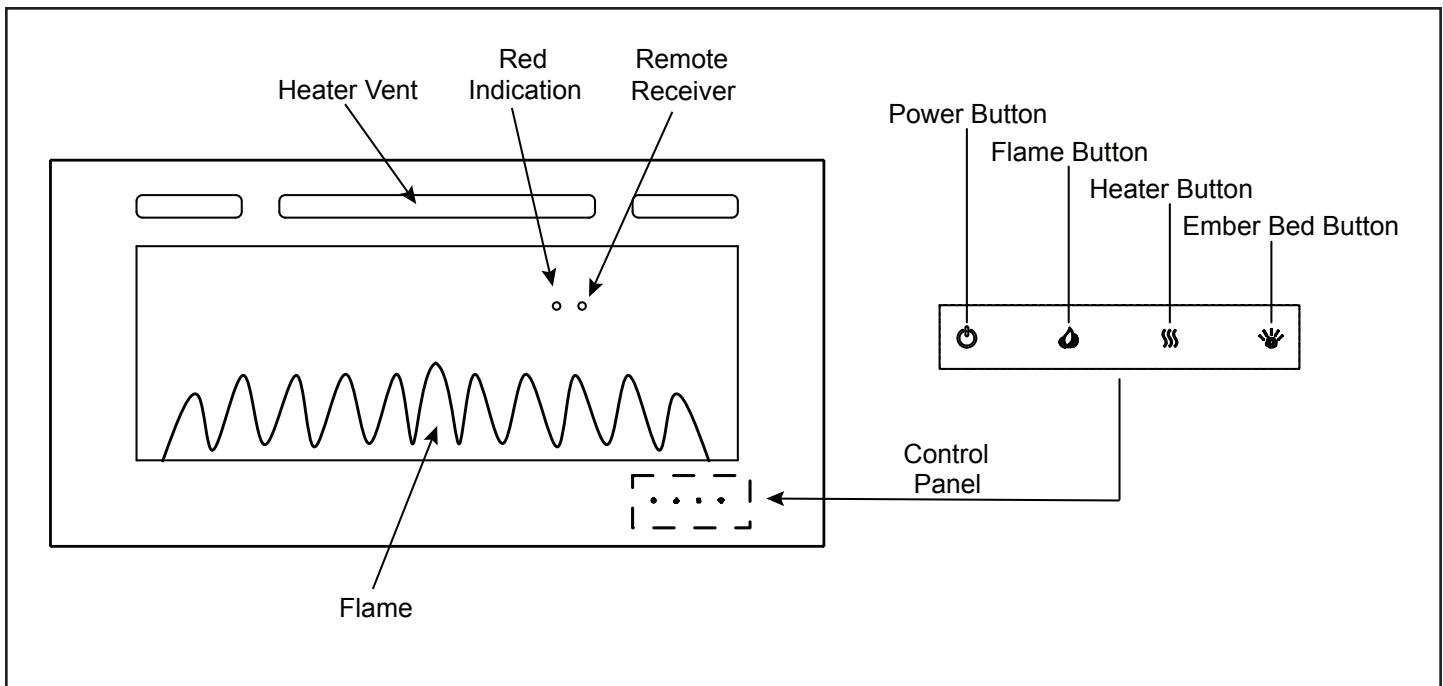 Red
Indication
Remote
Receiver
Heater Vent
Power Button
Flame Button
Heater Button
Ember Bed Button
Control
Panel
Flame